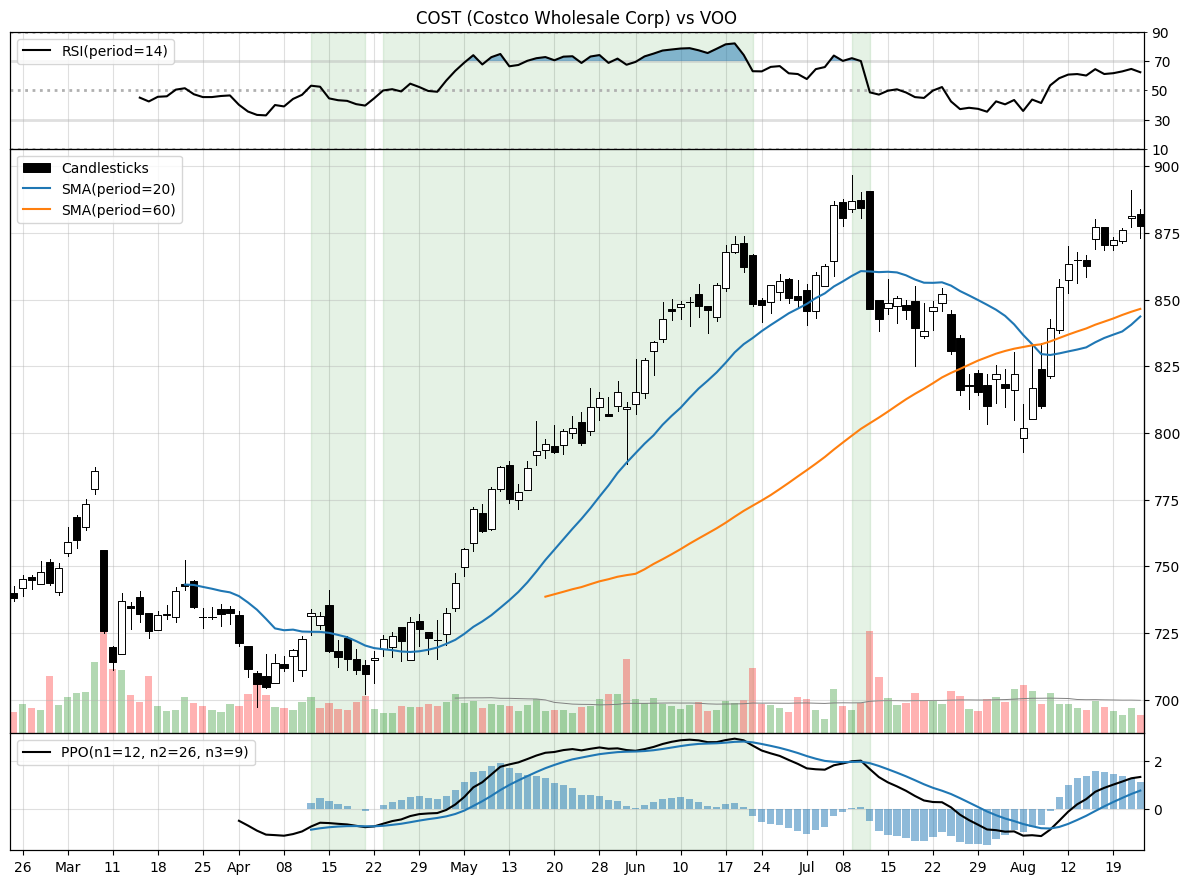 COST (Costco Wholesale Corp) vs VOO
RSI(period=14)
90
70
50
30
10
Candlesticks
SMA(period=20)
SMA(period=60)
900
875
850
825
800
775
750
725
700
PPO(n1=12, n2=26, n3=9)
2
0
26 Mar 11 18 25 Apr 08 15 22 29 May 13 20 28 Jun 10 24 Jul 08 15 22 29 Aug 12 19